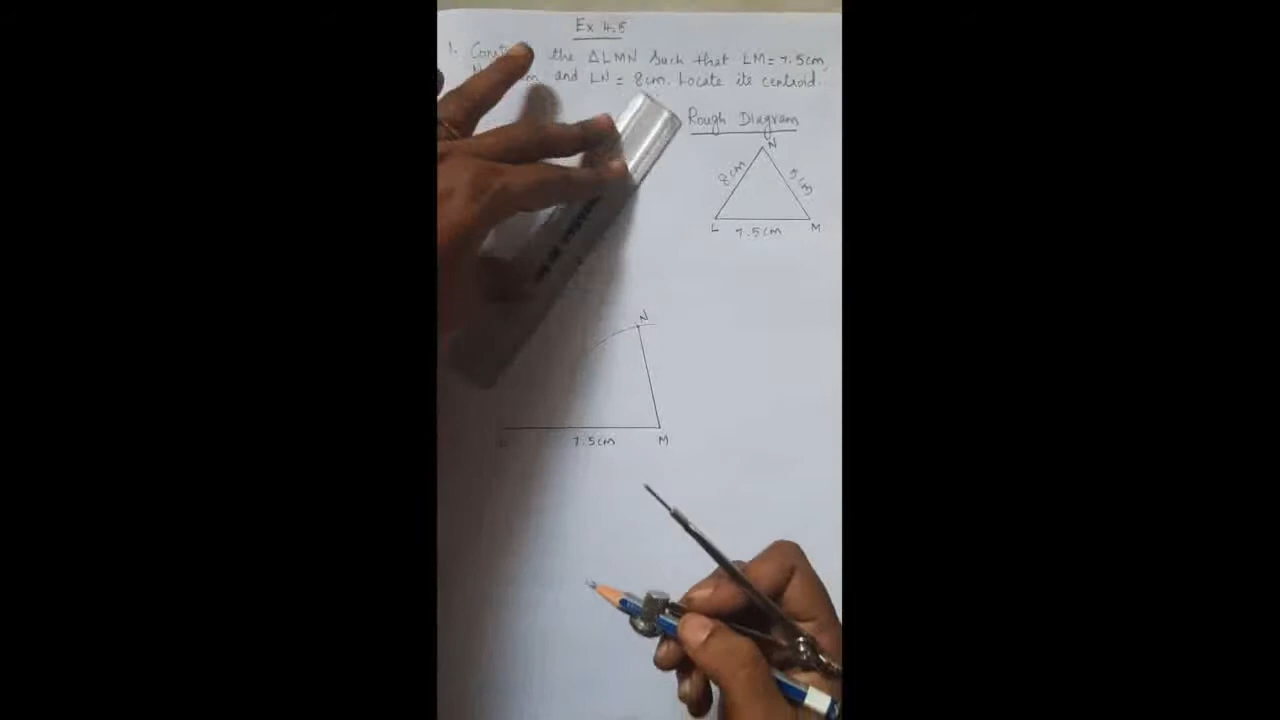 Ex 4.5
1. the ΔLMN Such that LM = 7.5cm,
and LN = 8cm. Locate its centroid.
Rough Diagram
N
8cm 5cm
L M
7.5cm
N
7.5cm M